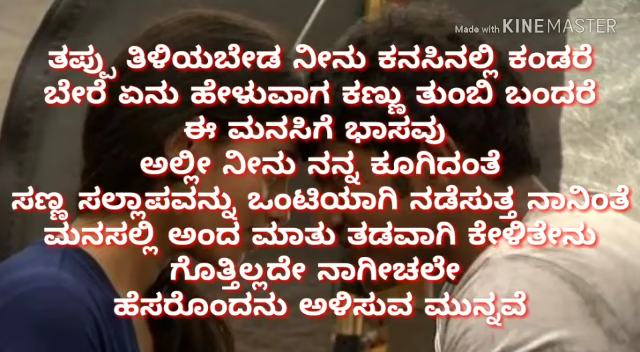 Made with KINEMASTER
ತಪ್ಪು ತಿಳಿಯಬೇಡ ನೀನು ಕನಸಿನಲ್ಲಿ ಕಂಡರೆ
ಬೇರೆ ಏನು ಹೇಳುವಾಗ ಕಣ್ಣು ತುಂಬಿ ಬಂದರೆ
ಈ ಮನಸಿಗೆ ಭಾಸವು
ಅಲ್ಲೀ ನೀನು ನನ್ನ ಕೂಗಿದಂತೆ
ಸಣ್ಣ ಸಲ್ಲಾಪವನ್ನು ಒಂಟಿಯಾಗಿ ನಡೆಸುತ್ತ ನಾನಿಂತೆ
ಮನಸಲ್ಲಿ ಅಂದ ಮಾತು ತಡವಾಗಿ ಕೇಳಿತೇನು
ಗೊತ್ತಿಲ್ಲದೇ ನಾಗೀಚಲೇ
ಹೆಸರೊಂದನು ಅಳಿಸುವ ಮುನ್ನವೆ